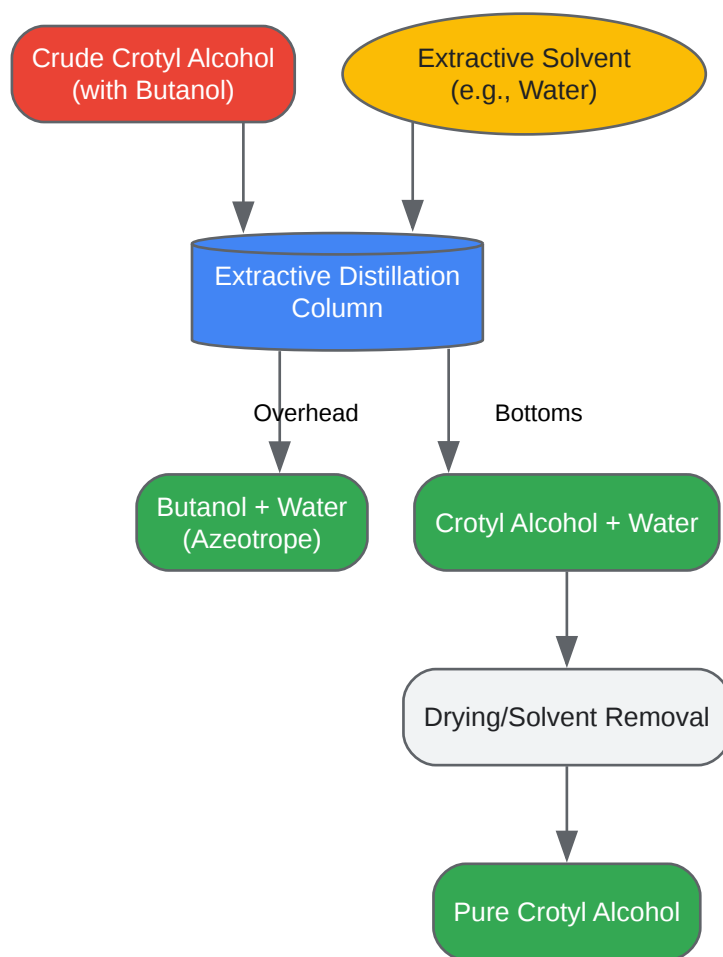 Crude Crotyl Alcohol
(with Butanol)
Extractive Solvent
(e.g., Water)
Extractive Distillation
Column
Overhead
Bottoms
Butanol + Water
(Azeotrope)
Crotyl Alcohol + Water
Drying/Solvent Removal
Pure Crotyl Alcohol